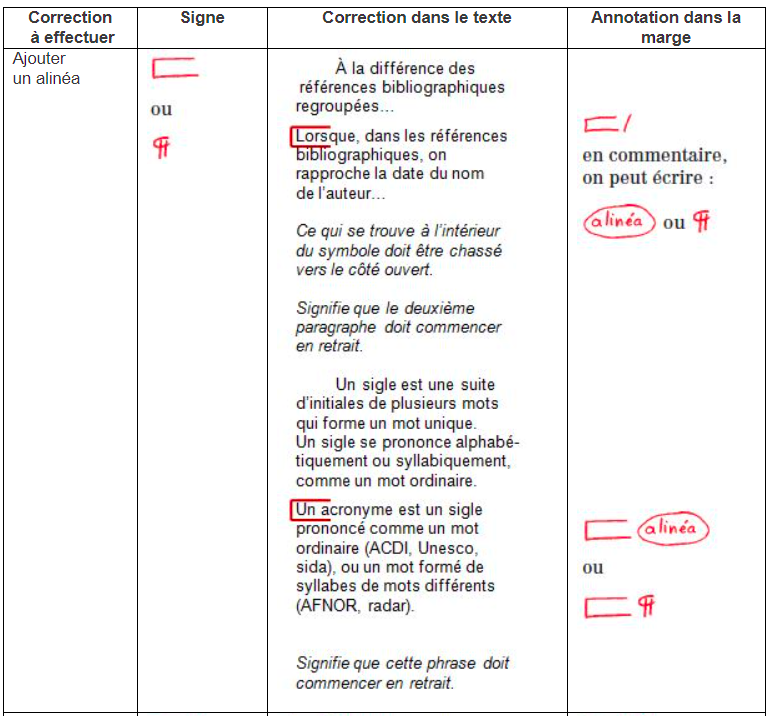 Correction à effectuer
Signe
Correction dans le texte
Annotation dans la marge
Ajouter
un alinéa
ou
¶
À la différence des
références bibliographiques
regroupées…
Lorsque, dans les références
bibliographiques, on
rapproche la date du nom
de l'auteur…
Ce qui se trouve à l'intérieur
du symbole doit être chassé
vers le côté ouvert.
Signifie que le deuxième
paragraphe doit commencer
en retrait.
Un sigle est une suite
d'initiales de plusieurs mots
qui forme un mot unique.
Un sigle se prononce alphabé-
tiquement ou syllabiquement,
comme un mot ordinaire.
Un acronyme est un sigle
prononcé comme un mot
ordinaire (ACDI, Unesco,
sida), ou un mot formé de
syllabes de mots différents
(AFNOR, radar).
Signifie que cette phrase doit
commencer en retrait.
/
en commentaire,
on peut écrire :
alinéa ou ¶
alinéa
ou
¶